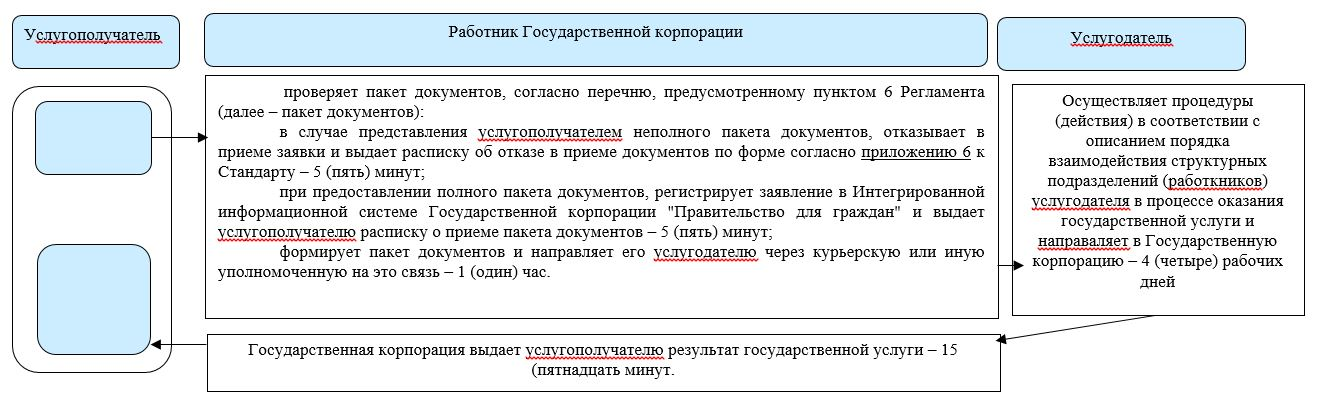 Услугополучатель
Работник Государственной корпорации
Услугодатель
проверяет пакет документов, согласно перечню, предусмотренному пунктом 6 Регламента
(далее – пакет документов):
в случае представления услугополучателем неполного пакета документов, отказывает в
приеме заявки и выдает расписку об отказе в приеме документов по форме согласно приложению 6 к
Стандарту – 5 (пять) минут;
при предоставлении полного пакета документов, регистрирует заявление в Интегрированной
информационной системе Государственной корпорации "Правительство для граждан" и выдает
услугополучателю расписку о приеме пакета документов – 5 (пять) минут;
формирует пакет документов и направляет его услугодателю через курьерскую или иную
уполномоченную на это связь – 1 (один) час.
Осуществляет процедуры
(действия) в соответствии с
описанием порядка
взаимодействия структурных
подразделений (работкников)
услугодателя в процессе оказания
государственной услуги и
направаляет в Государственную
корпорацию – 4 (четыре) рабочих
дней
Государственная корпорация выдает услугополучателю результат государственной услуги – 15
(пятнадцать минут.